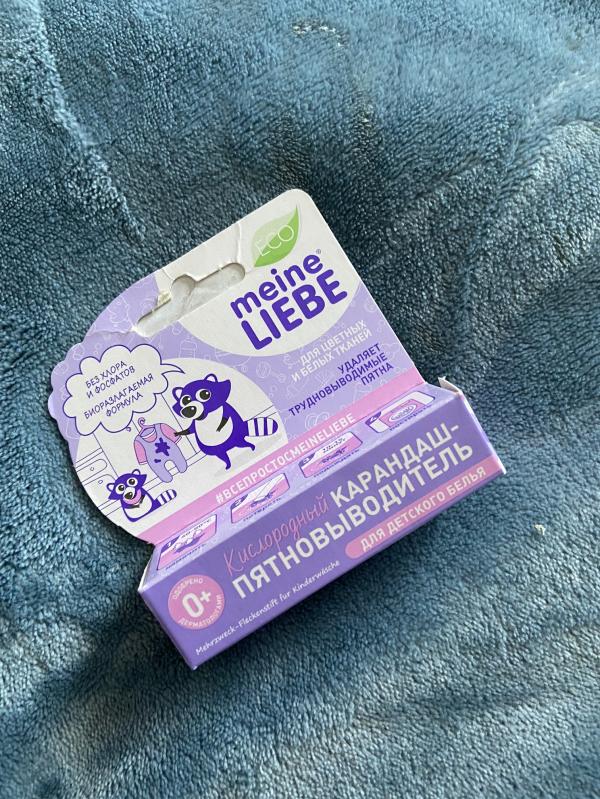 ECO
meine®
LIEBE
ДЛЯ ЦВЕТНЫХ
И БЕЛЫХ ТКАНЕЙ
УДАЛЯЕТ
ТРУДНОВЫВОДИМЫЕ
ПЯТНА
БЕЗ ХЛОРА
И ФОСФАТОВ
БИОРАЗЛАГАЕМАЯ
ФОРМУЛА
#ВСЕПРОСТОСMEINELIEBE
Кислородный КАРАНДАШ-
ПЯТНОВЫВОДИТЕЛЬ
ДЛЯ ДЕТСКОГО БЕЛЬЯ
ОДОБРЕНО
0+
ДЕРМАТОЛОГАМИ
Mehrzweck-Fleckenstift für Kinderwäsche